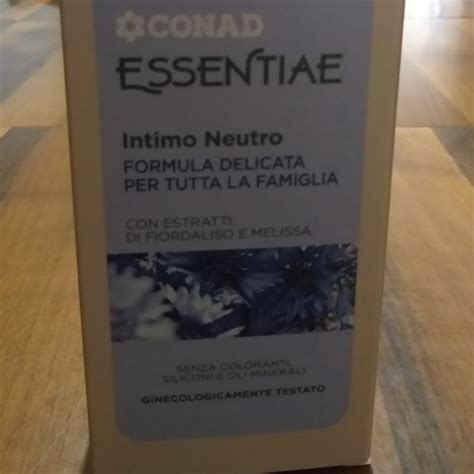 CONAD
ESSENTIAE
Intimo Neutro
FORMULA DELICATA
PER TUTTA LA FAMIGLIA
CON ESTRATTI
DI FIORDALISO E MELISSA
SENZA COLORANTI,
SILICONI E OLI MINERALI
GINECOLOGICAMENTE TESTATO